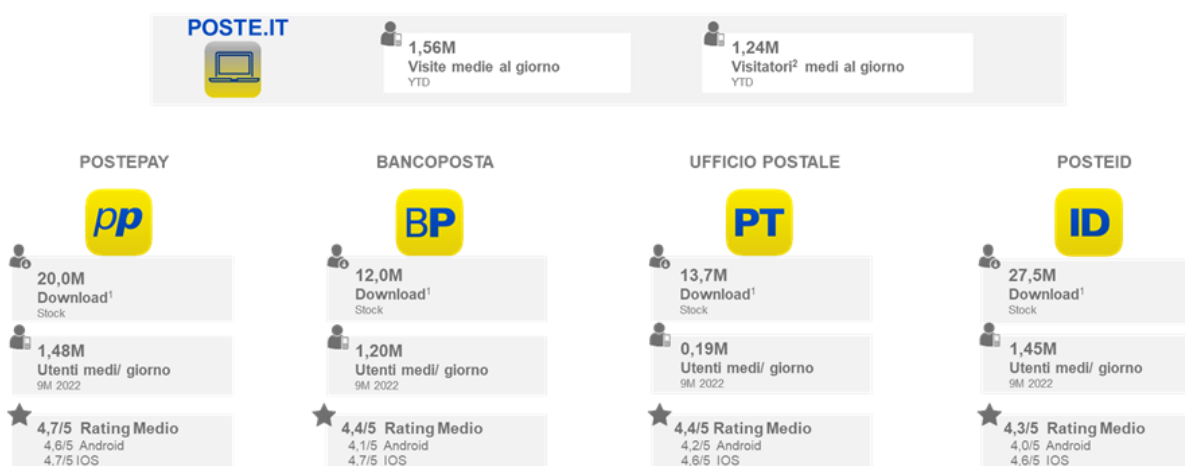 POSTE.IT
1,56M
Visite medie al giorno
YTD
1,24M
Visitatori² medi al giorno
YTD
POSTEPAY
pp
20,0M
Download¹
Stock
1,48M
Utenti medi/ giorno
9M 2022
4,7/5 Rating Medio
4,6/5 Android
4,7/5 IOS
BANCOPOSTA
BP
12,0M
Download¹
Stock
1,20M
Utenti medi/ giorno
9M 2022
4,4/5 Rating Medio
4,1/5 Android
4,7/5 IOS
UFFICIO POSTALE
PT
13,7M
Download¹
Stock
0,19M
Utenti medi/ giorno
9M 2022
4,4/5 Rating Medio
4,2/5 Android
4,6/5 IOS
POSTEID
ID
27,5M
Download¹
Stock
1,45M
Utenti medi/ giorno
9M 2022
4,3/5 Rating Medio
4,0/5 Android
4,6/5 IOS